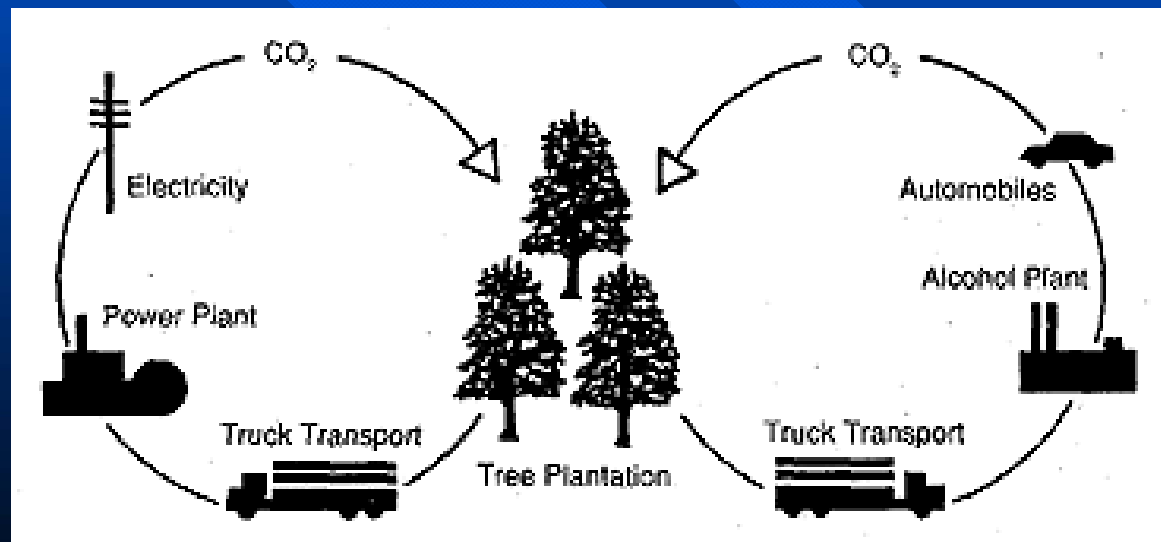 CO₂
CO₂
Electricity
Automobiles
Alcohol Plant
Power Plant
Truck Transport
Truck Transport
Tree Plantation